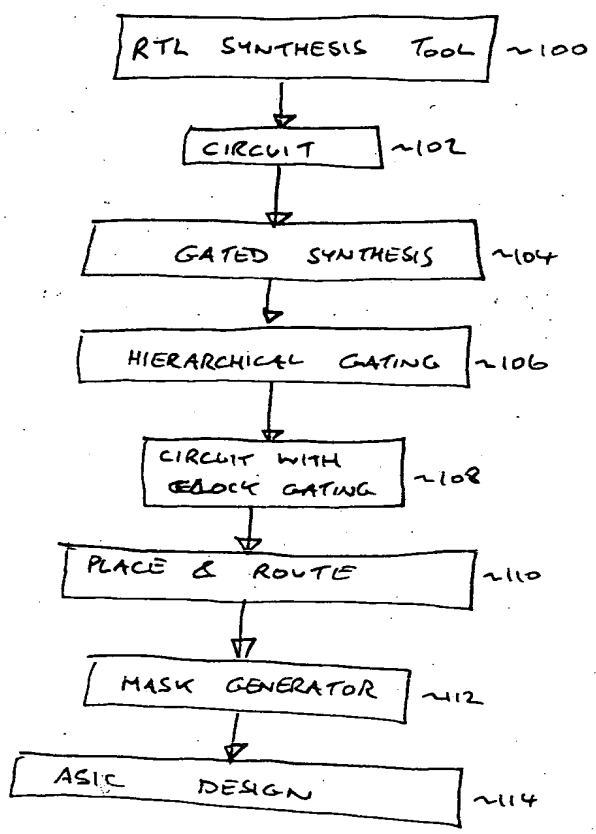 RTL SYNTHESIS TOOL ~100
CIRCUIT ~102
GATED SYNTHESIS ~104
HIERARCHICAL GATING ~106
CIRCUIT WITH
CLOCK GATING ~108
PLACE & ROUTE ~110
MASK GENERATOR ~112
ASIC DESIGN ~114